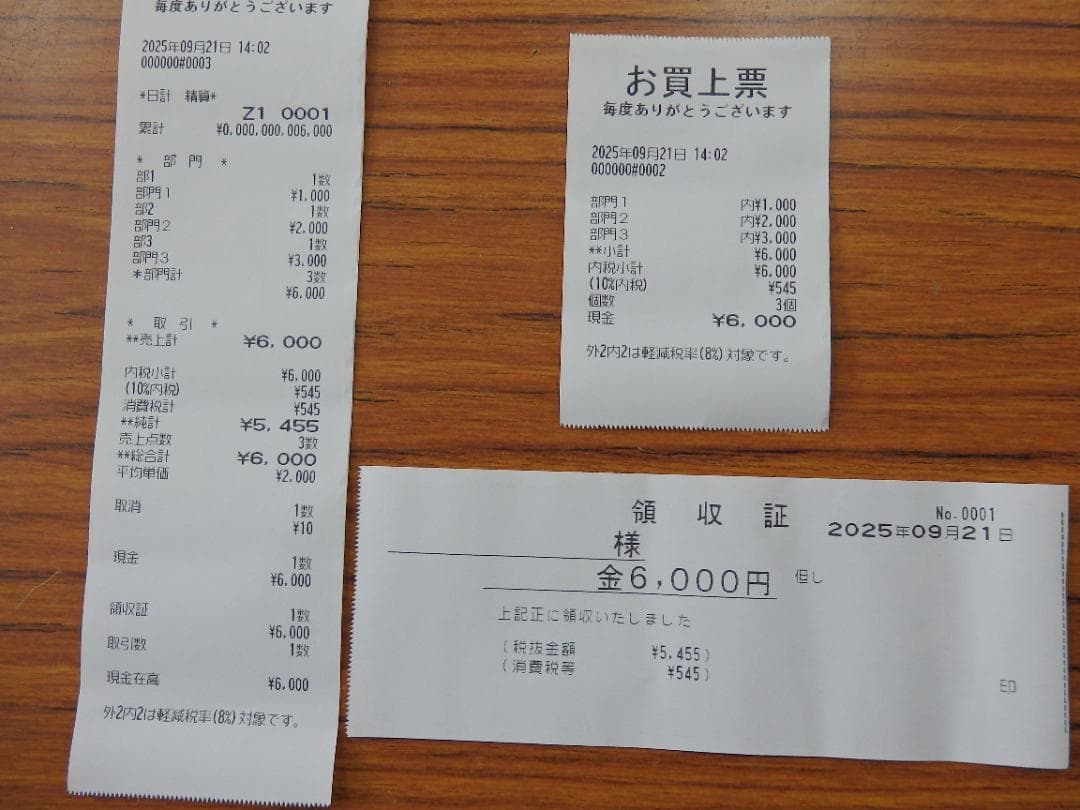 毎度ありがとうございます
2025年09月21日 14:02
000000#0003
*日計 精算*
Z1 0001
累計 ¥0,000,000,006,000
* 部 門 *
部1 1数
部門1 ¥1,000
部2 1数
部門2 ¥2,000
部3 1数
部門3 ¥3,000
*部門計 3数
¥6,000
* 取 引 *
**売上計 ¥6,000
内税小計 ¥6,000
(10%内税) ¥545
消費税計 ¥545
**純計 ¥5,455
売上点数 3数
**総合計 ¥6,000
平均単価 ¥2,000
取消 1数
¥10
現金 1数
¥6,000
領収証 1数
¥6,000
取引数 1数
現金在高 ¥6,000
外2内2は軽減税率(8%)対象です。
お買上票
毎度ありがとうございます
2025年09月21日 14:02
000000#0002
部門1 内¥1,000
部門2 内¥2,000
部門3 内¥3,000
**小計 ¥6,000
内税小計 ¥6,000
(10%内税) ¥545
個数 3個
現金 ¥6,000
外2内2は軽減税率(8%)対象です。
領 収 証 No.0001
2025年09月21日
様
金6,000円 但し
上記正に領収いたしました
(税抜金額 ¥5,455)
(消費税等 ¥545)
印